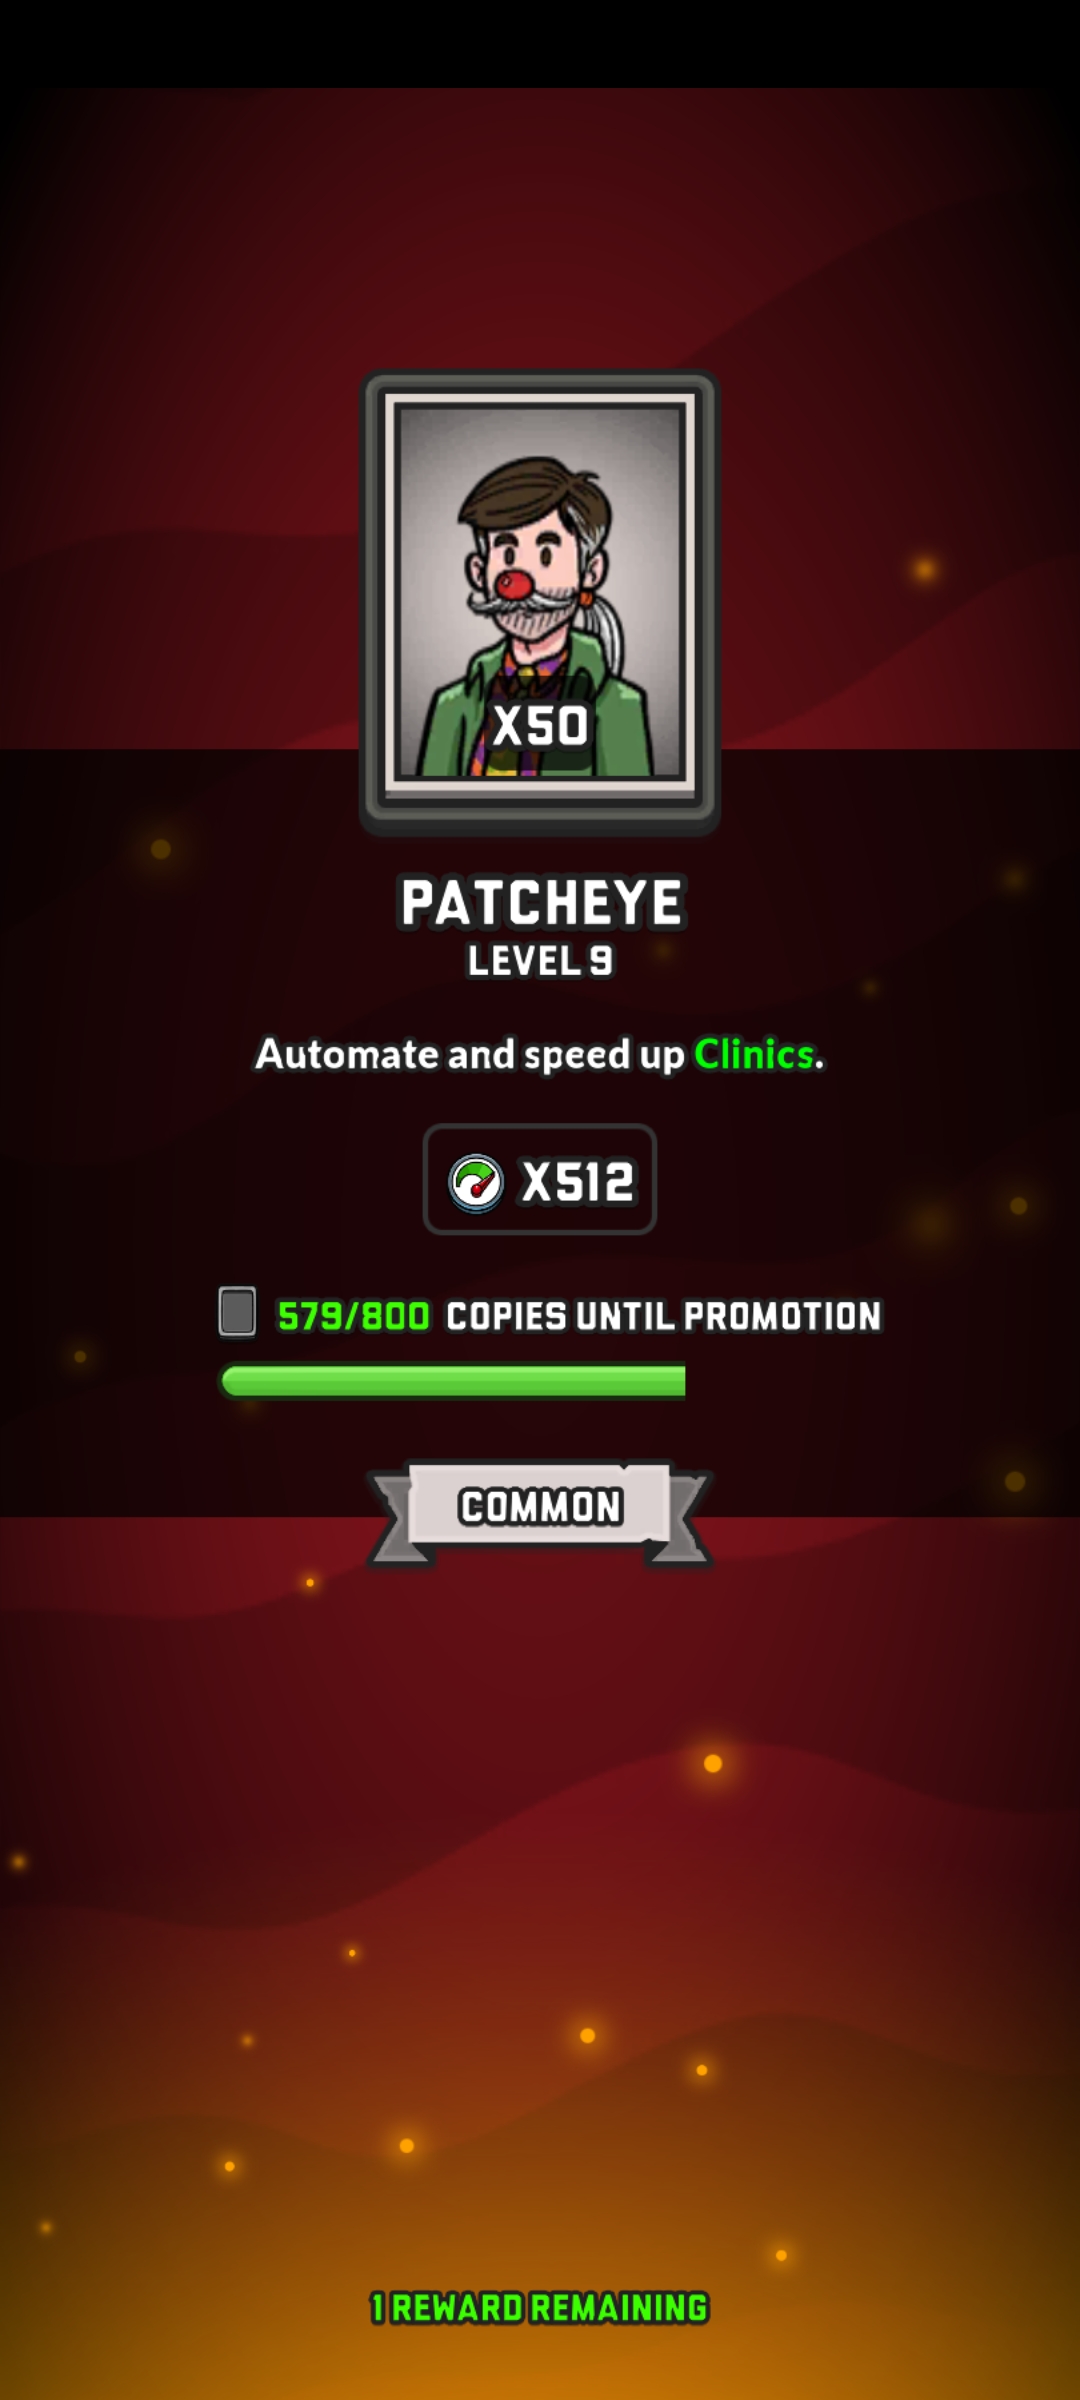 X50
PATCHEYE
LEVEL 9
Automate and speed up Clinics.
X512
579/800 COPIES UNTIL PROMOTION
COMMON
1 REWARD REMAINING